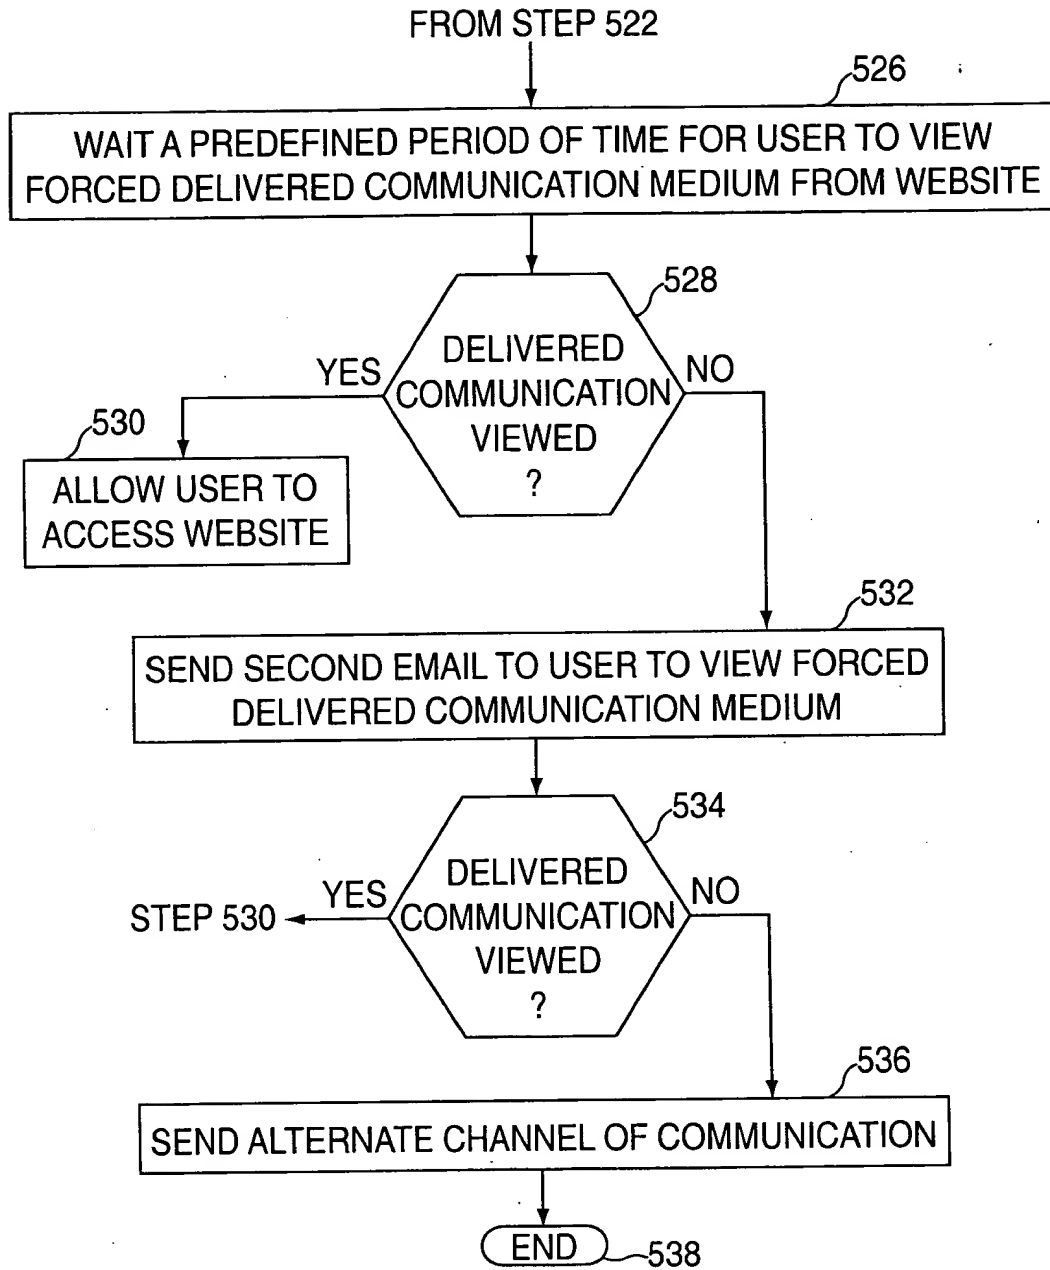 FROM STEP 522
526
WAIT A PREDEFINED PERIOD OF TIME FOR USER TO VIEW
FORCED DELIVERED COMMUNICATION MEDIUM FROM WEBSITE
528
DELIVERED
COMMUNICATION
VIEWED
?
YES
NO
530
ALLOW USER TO
ACCESS WEBSITE
532
SEND SECOND EMAIL TO USER TO VIEW FORCED
DELIVERED COMMUNICATION MEDIUM
534
DELIVERED
COMMUNICATION
VIEWED
?
YES
NO
STEP 530
536
SEND ALTERNATE CHANNEL OF COMMUNICATION
END
538